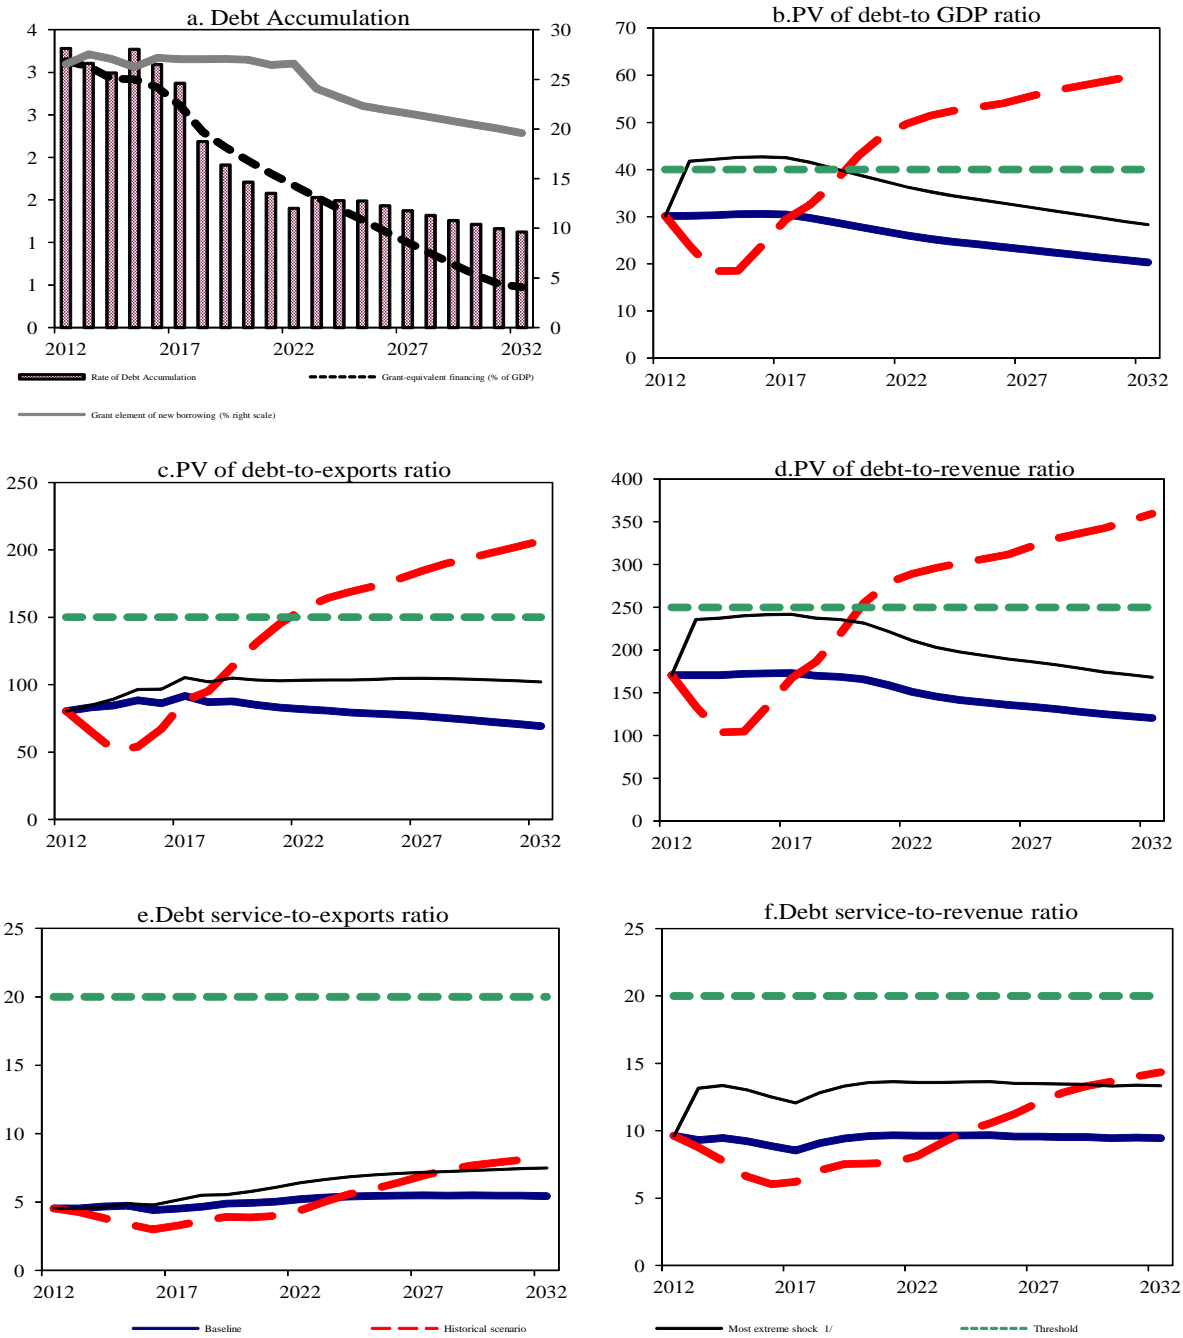 a. Debt Accumulation
4
3
3
2
2
1
1
0
30
25
20
15
10
5
0
2012 2017 2022 2027 2032
Rate of Debt Accumulation
Grant-equivalent financing (% of GDP)
Grant element of new borrowing (% right scale)
b.PV of debt-to GDP ratio
70
60
50
40
30
20
10
0
2012 2017 2022 2027 2032
c.PV of debt-to-exports ratio
250
200
150
100
50
0
2012 2017 2022 2027 2032
d.PV of debt-to-revenue ratio
400
350
300
250
200
150
100
50
0
2012 2017 2022 2027 2032
e.Debt service-to-exports ratio
25
20
15
10
5
0
2012 2017 2022 2027 2032
f.Debt service-to-revenue ratio
25
20
15
10
5
0
2012 2017 2022 2027 2032
Baseline
Historical scenario
Most extreme shock 1/
Threshold